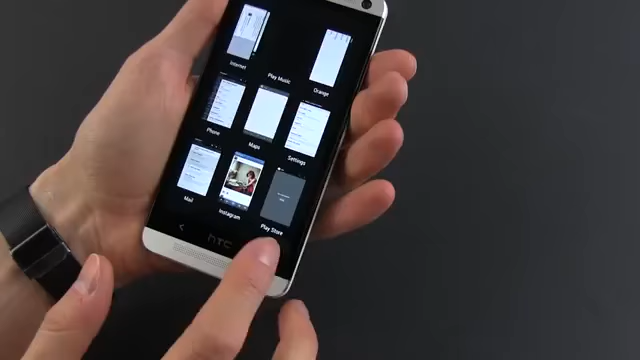 Internet
Play Music
Orange
Phone
Maps
Settings
Mail
Instagram
Play Store
hTC